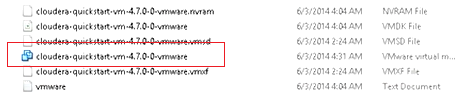 cloudera-quickstart-vm-4.7.0-0-vmware.nvram 6/3/2014 4:04 AM NVRAM File
cloudera-quickstart-vm-4.7.0-0-vmware 6/3/2014 4:04 AM VMDK File
cloudera-quickstart-vm-4.7.0-0-vmware.vmsd 6/3/2014 2:24 AM VMSD File
cloudera-quickstart-vm-4.7.0-0-vmware 6/3/2014 4:31 AM VMware virtual m...
cloudera-quickstart-vm-4.7.0-0-vmware.vmxf 6/3/2014 2:24 AM VMXF File
vmware 6/3/2014 4:04 AM Text Document